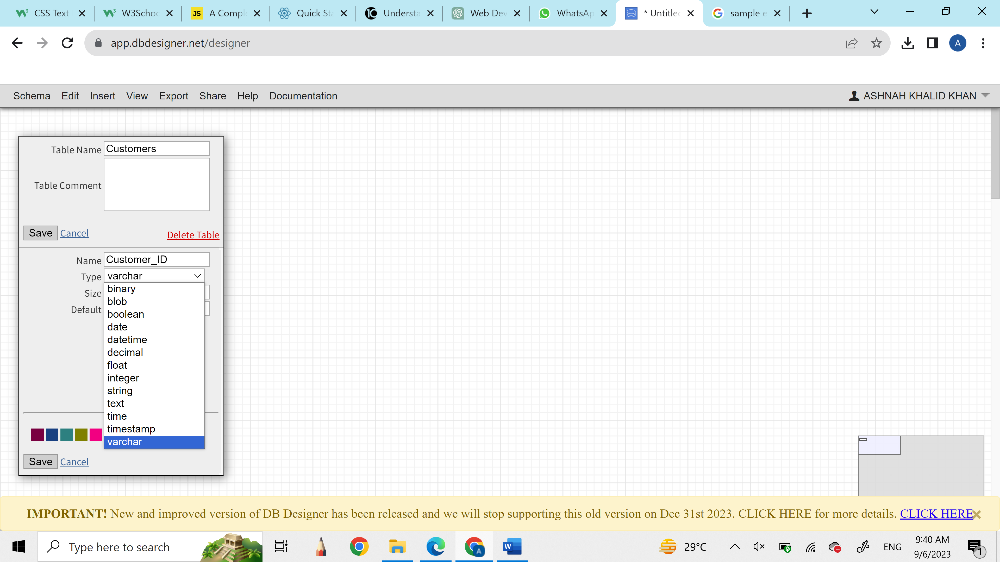 CSS Text
W3Schoo
JS A Comple
Quick Sta
Understa
Web Dev
WhatsAp
* Untitled
sample e
app.dbdesigner.net/designer
A
Schema Edit Insert View Export Share Help Documentation
ASHNAH KHALID KHAN
Table Name Customers
Table Comment
Save Cancel Delete Table
Name Customer_ID
Type varchar
Size
Default
binary
blob
boolean
date
datetime
decimal
float
integer
string
text
time
timestamp
varchar
Save Cancel
IMPORTANT! New and improved version of DB Designer has been released and we will stop supporting this old version on Dec 31st 2023. CLICK HERE for more details. CLICK HERE
Type here to search
A
W
29°C
ENG
9:40 AM
9/6/2023
1